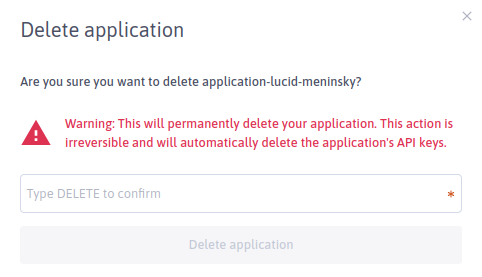 Delete application
Are you sure you want to delete application-lucid-meninsky?
Warning: This will permanently delete your application. This action is
irreversible and will automatically delete the application's API keys.
Type DELETE to confirm
*
Delete application